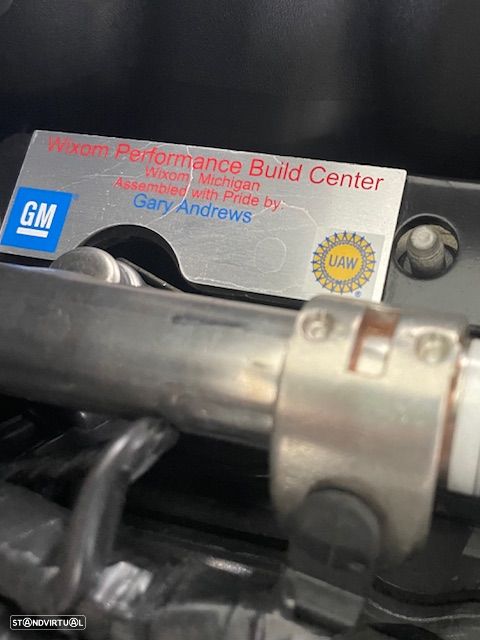 Wixom Performance Build Center
Wixom, Michigan
Assembled with Pride by:
Gary Andrews
GM
UAW
STANDVIRTUAL